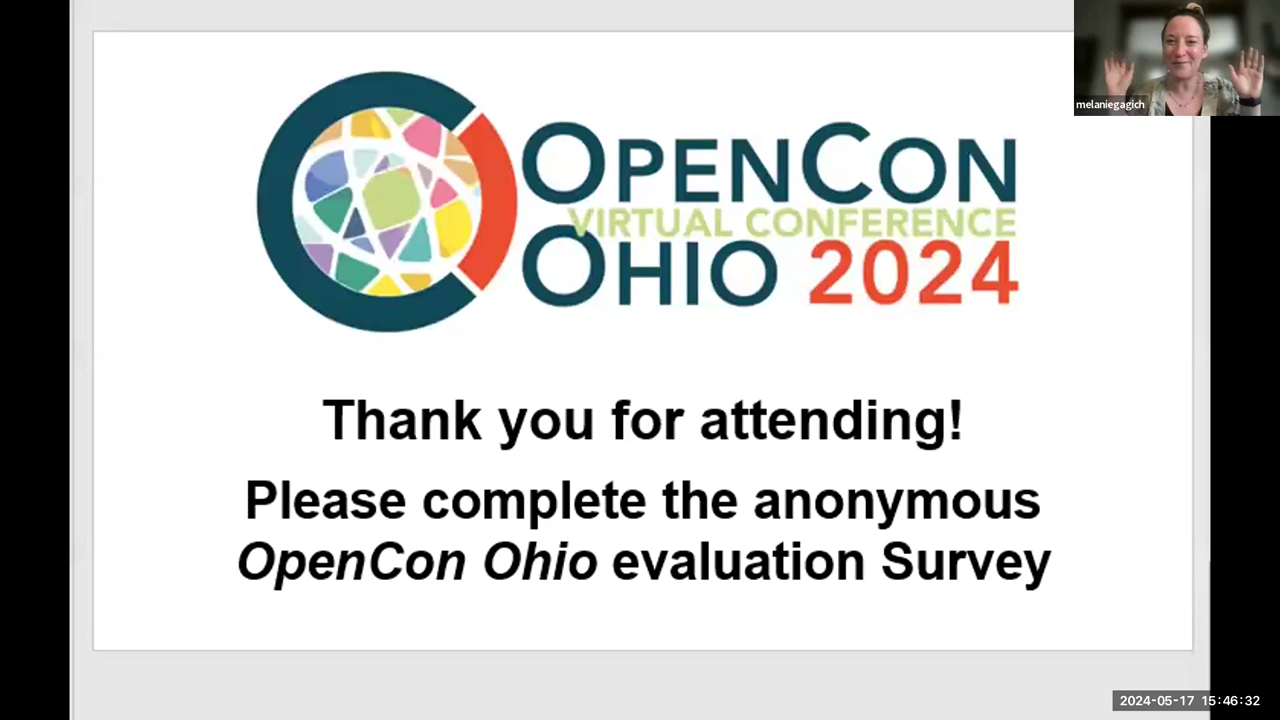 melaniegagich
OPENCON
VIRTUAL CONFERENCE
OHIO 2024
Thank you for attending!
Please complete the anonymous
OpenCon Ohio evaluation Survey
2024-05-17 15:46:32